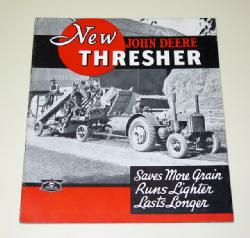 New
JOHN DEERE
THRESHER
Saves More Grain
Runs Lighter
Lasts Longer